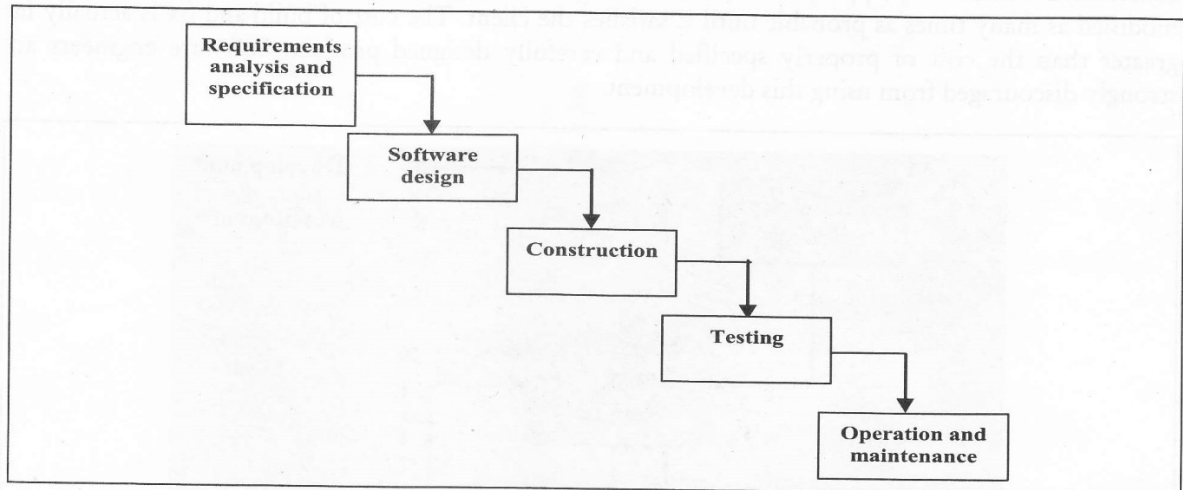 greater than the cost of properly specified and carefully designed
strongly discouraged from using this development.
Requirements
analysis and
specification
Software
design
Construction
Testing
Operation and
maintenance